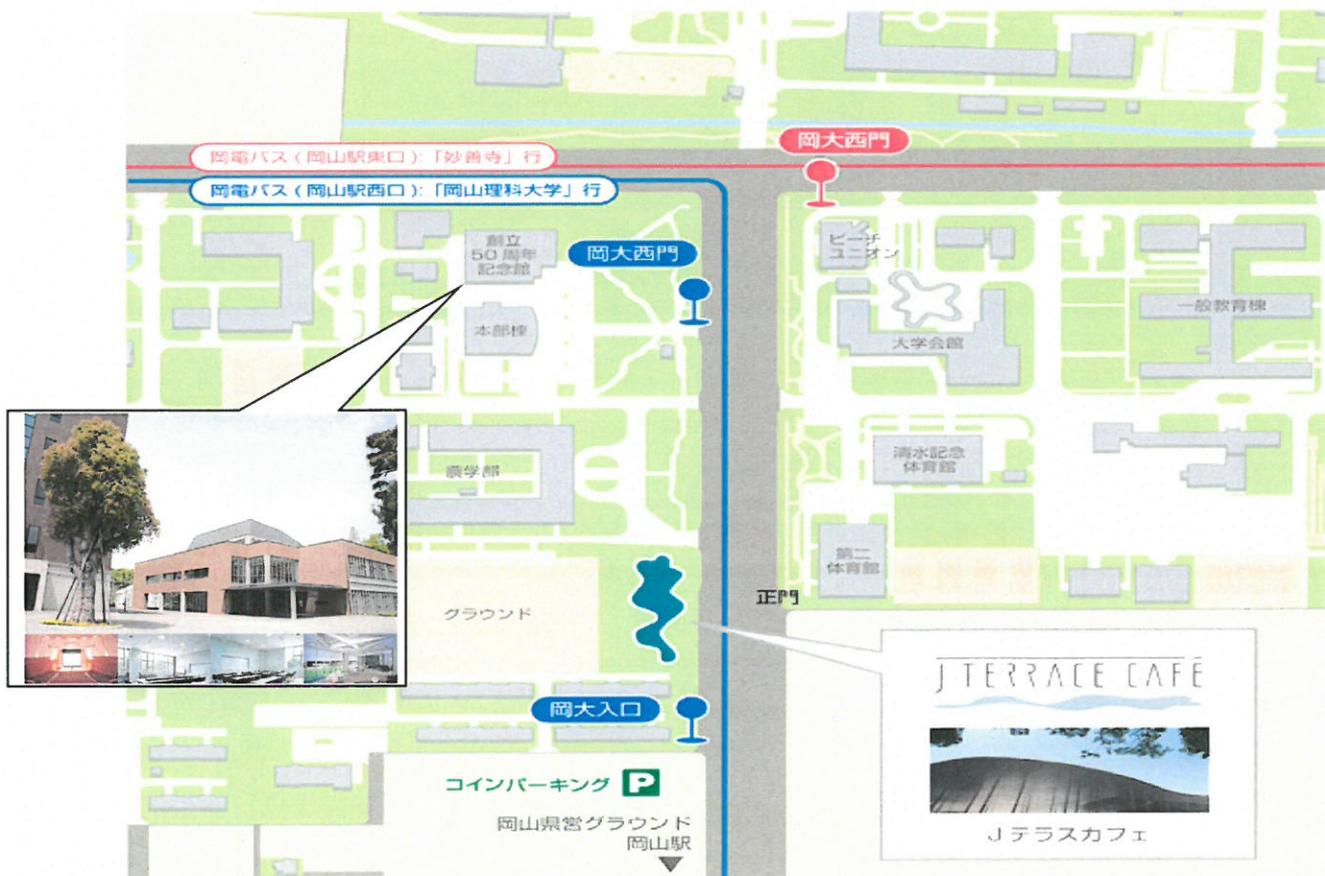 岡大西門
岡電バス(岡山駅東口):「妙善寺」行
岡電バス(岡山駅西口):「岡山理科大学」行
創立
50周年
記念館
岡大西門
ピーチ
ユニオン
一般教育棟
本部棟
大学会館
農学部
清水記念
体育館
第二
体育館
正門
グラウンド
J TERRACE CAFE
岡大入口
コインパーキング P
岡山県営グラウンド
岡山駅
Jテラスカフェ